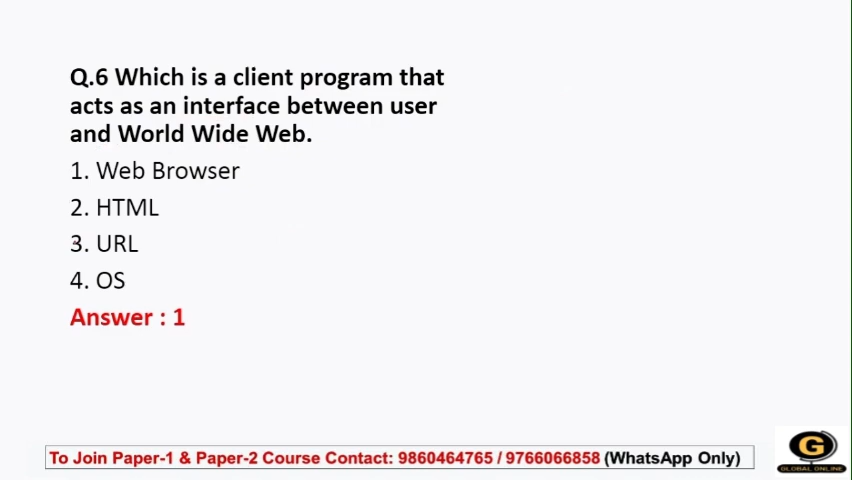 Q.6 Which is a client program that
acts as an interface between user
and World Wide Web.
1. Web Browser
2. HTML
3. URL
4. OS
Answer : 1
To Join Paper-1 & Paper-2 Course Contact: 9860464765 / 9766066858 (WhatsApp Only)
G
GLOBAL ONLINE